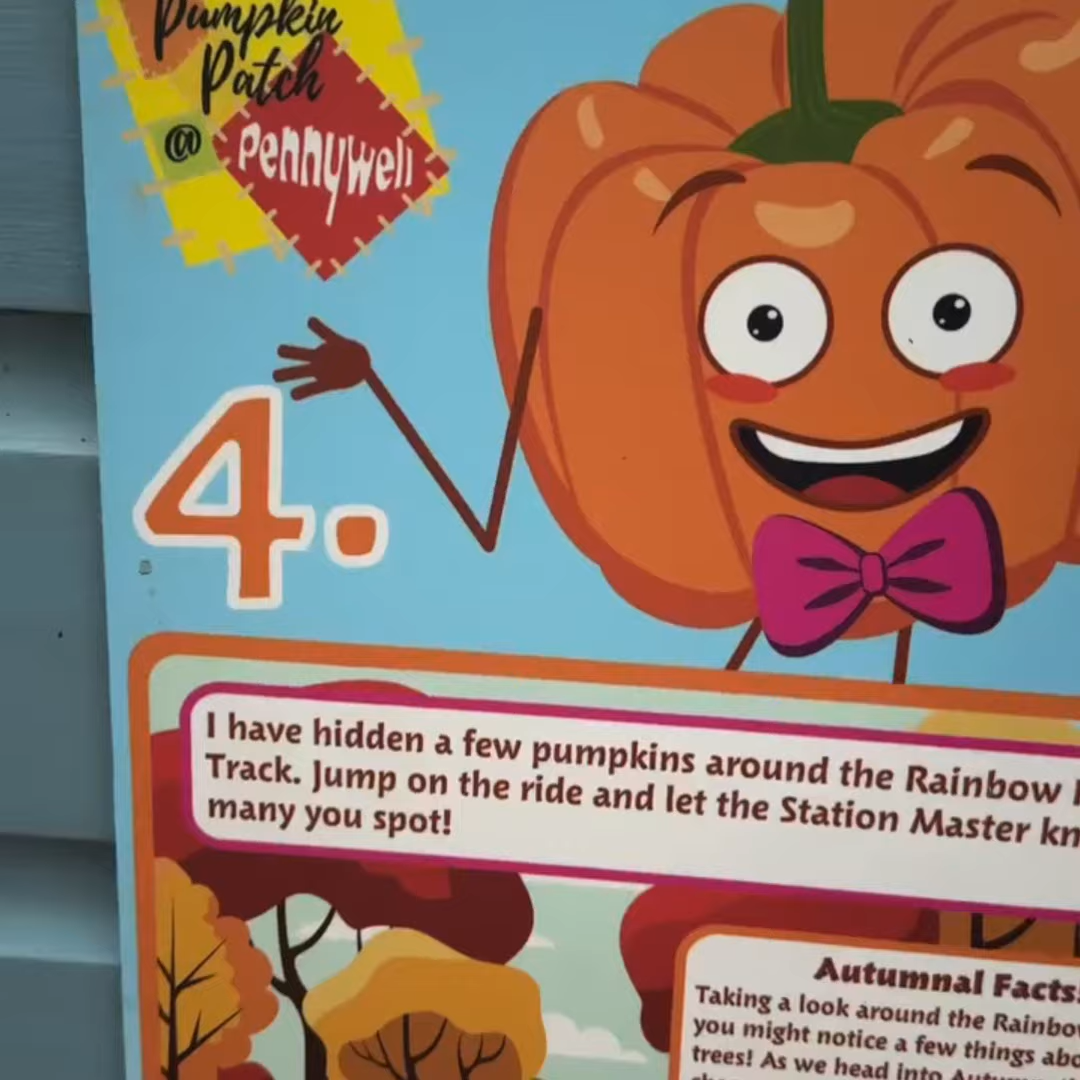 Pumpkin
Patch
@
Pennywell
4.
I have hidden a few pumpkins around the Rainbow
Track. Jump on the ride and let the Station Master
many you spot!
Autumnal Facts
Taking a look around the
you might notice a few things
trees! As we head into